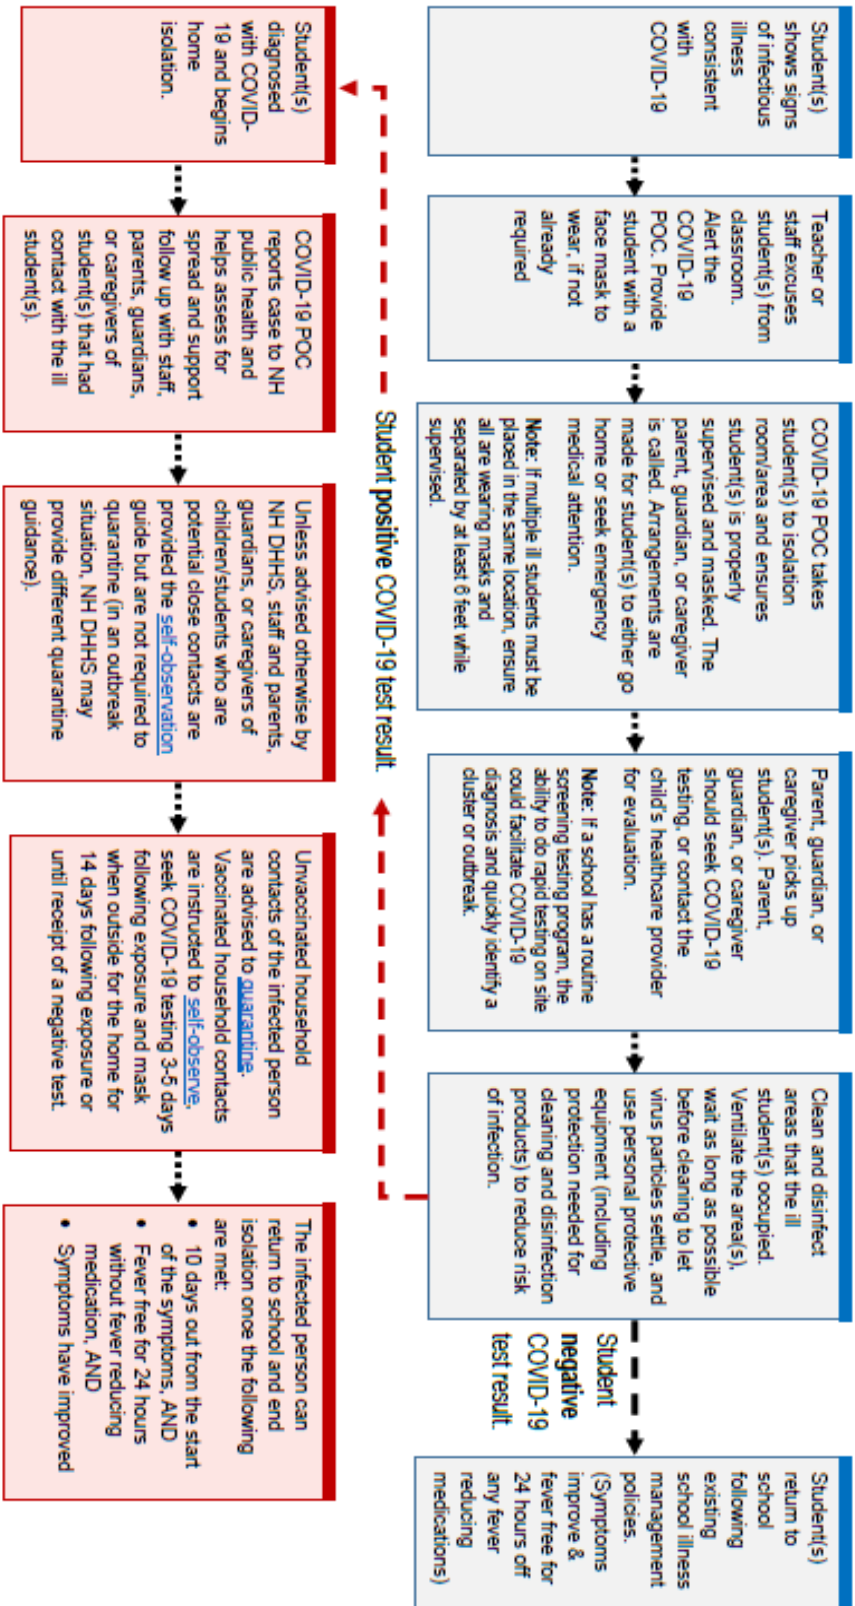 Student(s)
shows signs
of infectious
illness
consistent
with
COVID-19
Teacher or
staff excuses
student(s) from
classroom.
Alert the
COVID-19
POC. Provide
student with a
face mask to
wear, if not
already
required
COVID-19 POC takes
student(s) to isolation
room/area and ensures
student(s) is properly
supervised and masked. The
parent, guardian, or caregiver
is called. Arrangements are
made for student(s) to either go
home or seek emergency
medical attention.
Note: If multiple ill students must be
placed in the same location, ensure
all are wearing masks and
separated by at least 6 feet while
supervised.
Parent, guardian, or
caregiver picks up
student(s). Parent,
guardian, or caregiver
should seek COVID-19
testing, or contact the
child's healthcare provider
for evaluation.
Note: If a school has a routine
screening testing program, the
ability to do rapid testing on site
could facilitate COVID-19
diagnosis and quickly identify a
cluster or outbreak.
Clean and disinfect
areas that the ill
student(s) occupied.
Ventilate the area(s),
wait as long as possible
before cleaning to let
virus particles settle, and
use personal protective
equipment (including
protection needed for
cleaning and disinfection
products) to reduce risk
of infection.
Student
negative
COVID-19
test result.
Student(s)
return to
school
following
existing
school illness
management
policies.
(Symptoms
improve &
fever free for
24 hours off
any fever
reducing
medications)
Student positive COVID-19 test result.
Student(s)
diagnosed
with COVID-
19 and begins
home
isolation.
COVID-19 POC
reports case to NH
public health and
helps assess for
spread and support
follow up with staff,
parents, guardians,
or caregivers of
student(s) that had
contact with the ill
student(s).
Unless advised otherwise by
NH DHHS, staff and parents,
guardians, or caregivers of
children/students who are
potential close contacts are
provided the self-observation
guide but are not required to
quarantine (in an outbreak
situation, NH DHHS may
provide different quarantine
guidance).
Unvaccinated household
contacts of the infected person
are advised to quarantine.
Vaccinated household contacts
are instructed to self-observe,
seek COVID-19 testing 3-5 days
following exposure and mask
when outside for the home for
14 days following exposure or
until receipt of a negative test.
The infected person can
return to school and end
isolation once the following
are met:
• 10 days out from the start
of the symptoms, AND
• Fever free for 24 hours
without fever reducing
medication, AND
• Symptoms have improved